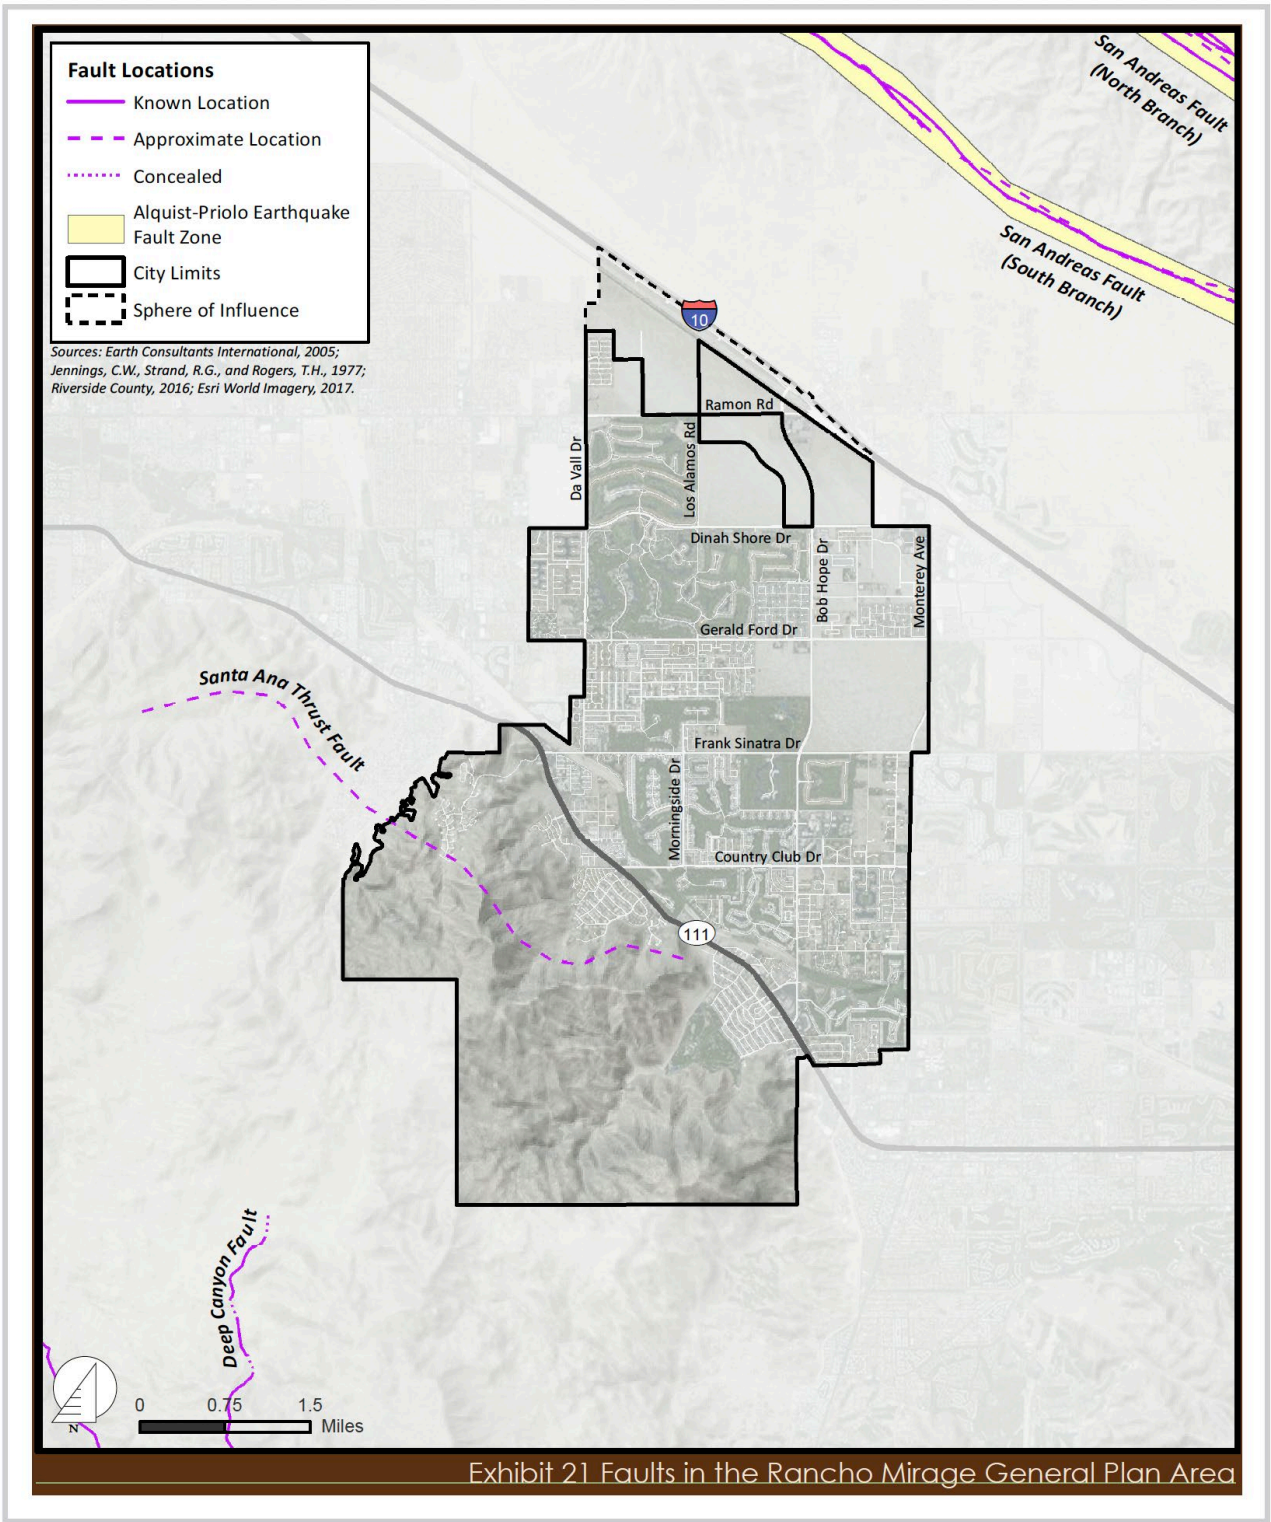 Fault Locations
Known Location
Approximate Location
Concealed
Alquist-Priolo Earthquake
Fault Zone
City Limits
Sphere of Influence
Sources: Earth Consultants International, 2005;
Jennings, C.W., Strand, R.G., and Rogers, T.H., 1977;
Riverside County, 2016; Esri World Imagery, 2017.
San Andreas Fault
(North Branch)
San Andreas Fault
(South Branch)
10
Ramon Rd
Da Vall Dr
Los Alamos Rd
Dinah Shore Dr
Bob Hope Dr
Monterey Ave
Gerald Ford Dr
Santa Ana Thrust Fault
Frank Sinatra Dr
Morningside Dr
Country Club Dr
111
Deep Canyon Fault
N
0 0.75 1.5
Miles
Exhibit 21 Faults in the Rancho Mirage General Plan Area